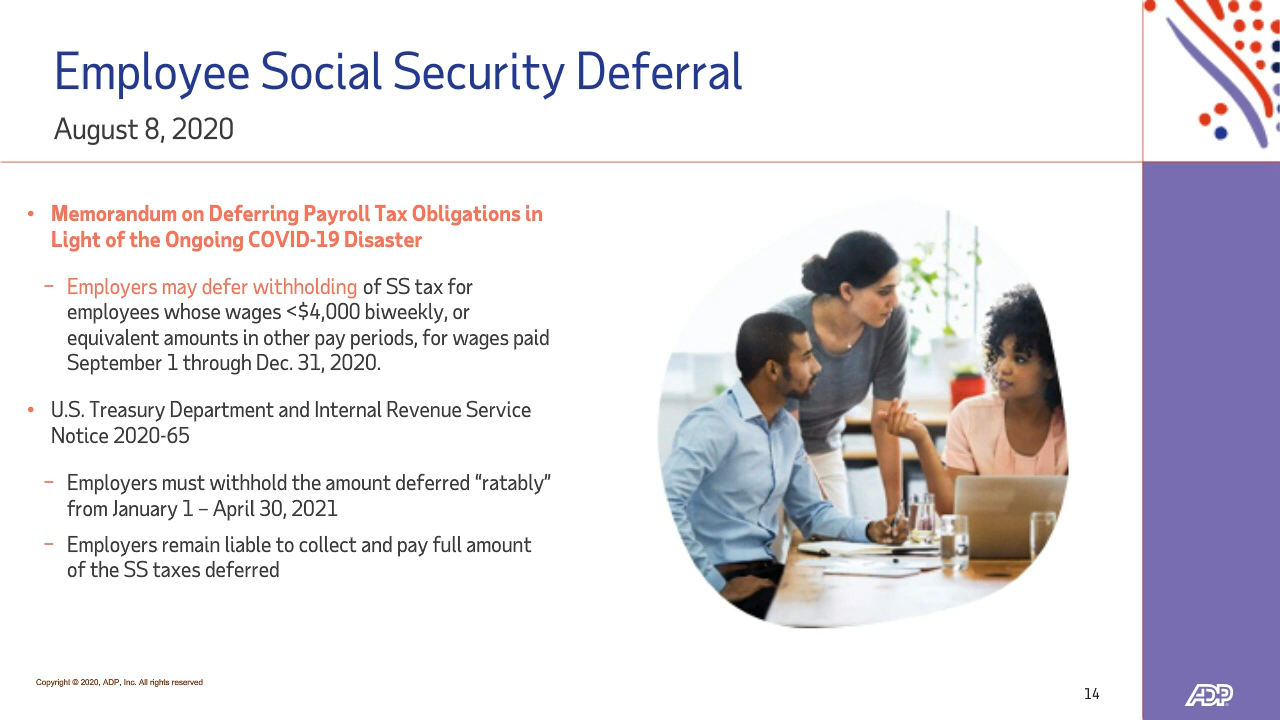 Employee Social Security Deferral
August 8, 2020
• Memorandum on Deferring Payroll Tax Obligations in
Light of the Ongoing COVID-19 Disaster
– Employers may defer withholding of SS tax for
employees whose wages <$4,000 biweekly, or
equivalent amounts in other pay periods, for wages paid
September 1 through Dec. 31, 2020.
• U.S. Treasury Department and Internal Revenue Service
Notice 2020-65
– Employers must withhold the amount deferred “ratably”
from January 1 – April 30, 2021
– Employers remain liable to collect and pay full amount
of the SS taxes deferred
Copyright © 2020, ADP, Inc. All rights reserved
14
ADP